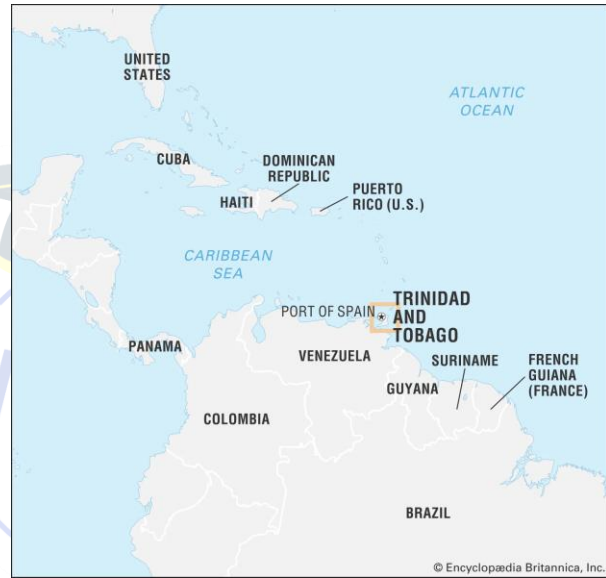 UNITED
STATES
ATLANTIC
OCEAN
CUBA
DOMINICAN
REPUBLIC
HAITI
PUERTO
RICO (U.S.)
CARIBBEAN
SEA
PORT OF SPAIN
TRINIDAD
AND
TOBAGO
PANAMA
VENEZUELA
SURINAME
FRENCH
GUIANA
(FRANCE)
GUYANA
COLOMBIA
BRAZIL
© Encyclopædia Britannica, Inc.